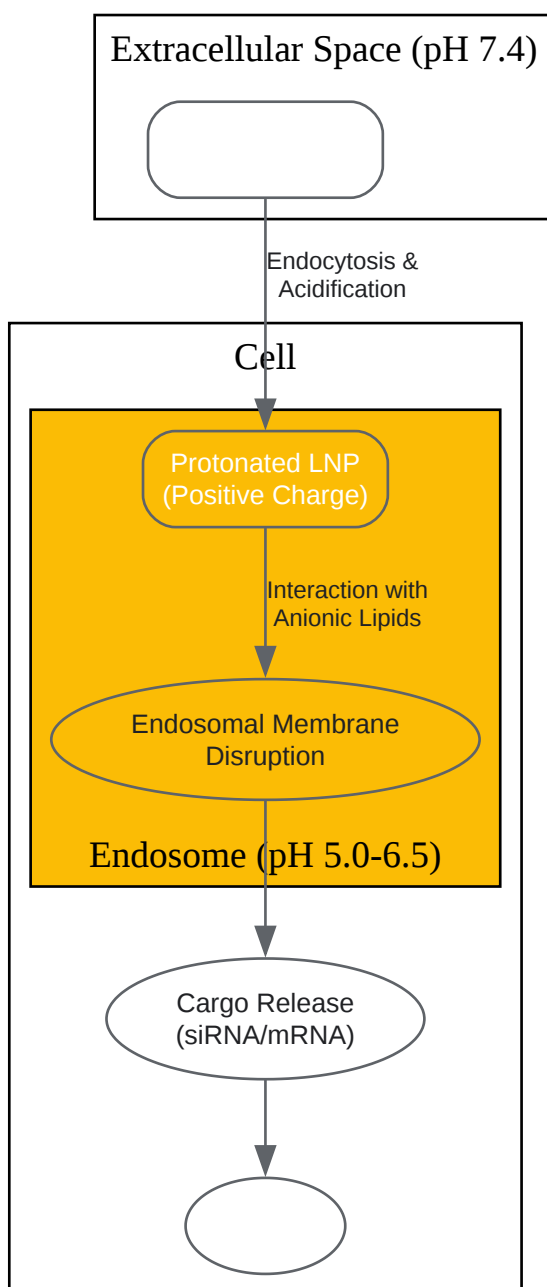 Extracellular Space (pH 7.4)
Endocytosis &
Acidification
Cell
Protonated LNP
(Positive Charge)
Interaction with
Anionic Lipids
Endosomal Membrane
Disruption
Endosome (pH 5.0-6.5)
Cargo Release
(siRNA/mRNA)